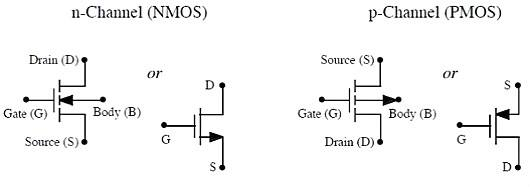 n-Channel (NMOS)
p-Channel (PMOS)
Drain (D)
or
D
Gate (G)
Body (B)
G
Source (S)
S
Source (S)
or
S
Gate (G)
Body (B)
G
Drain (D)
D